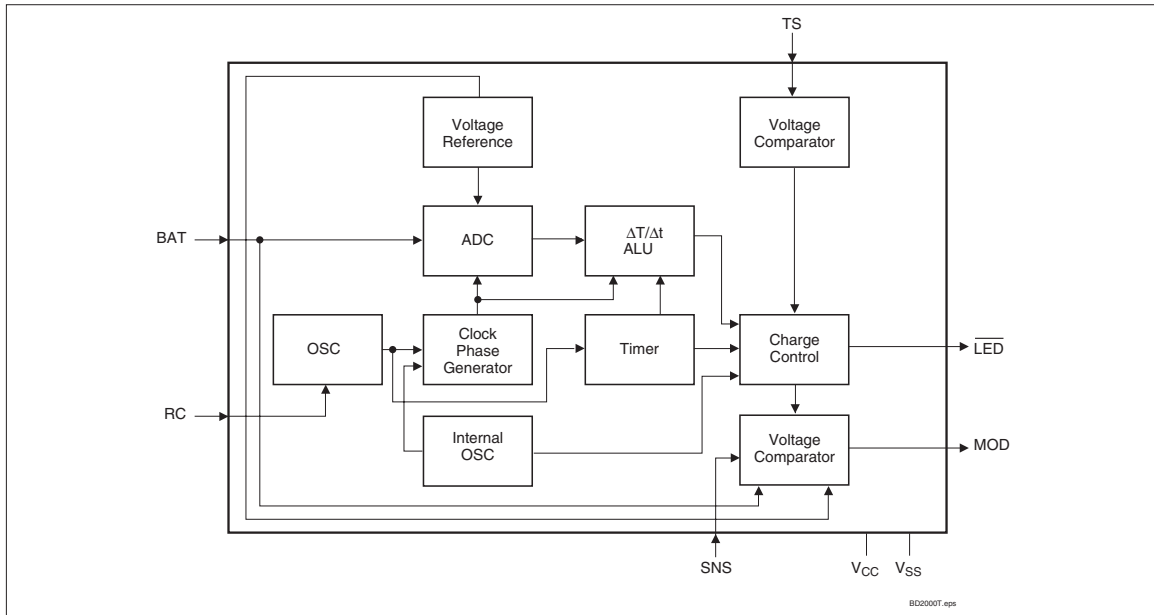 TS
Voltage
Reference
Voltage
Comparator
BAT
ADC
ΔT/Δt
ALU
OSC
Clock
Phase
Generator
Timer
Charge
Control
L̅E̅D̅
RC
Internal
OSC
Voltage
Comparator
MOD
SNS
VCC
VSS
BD2000T.eps